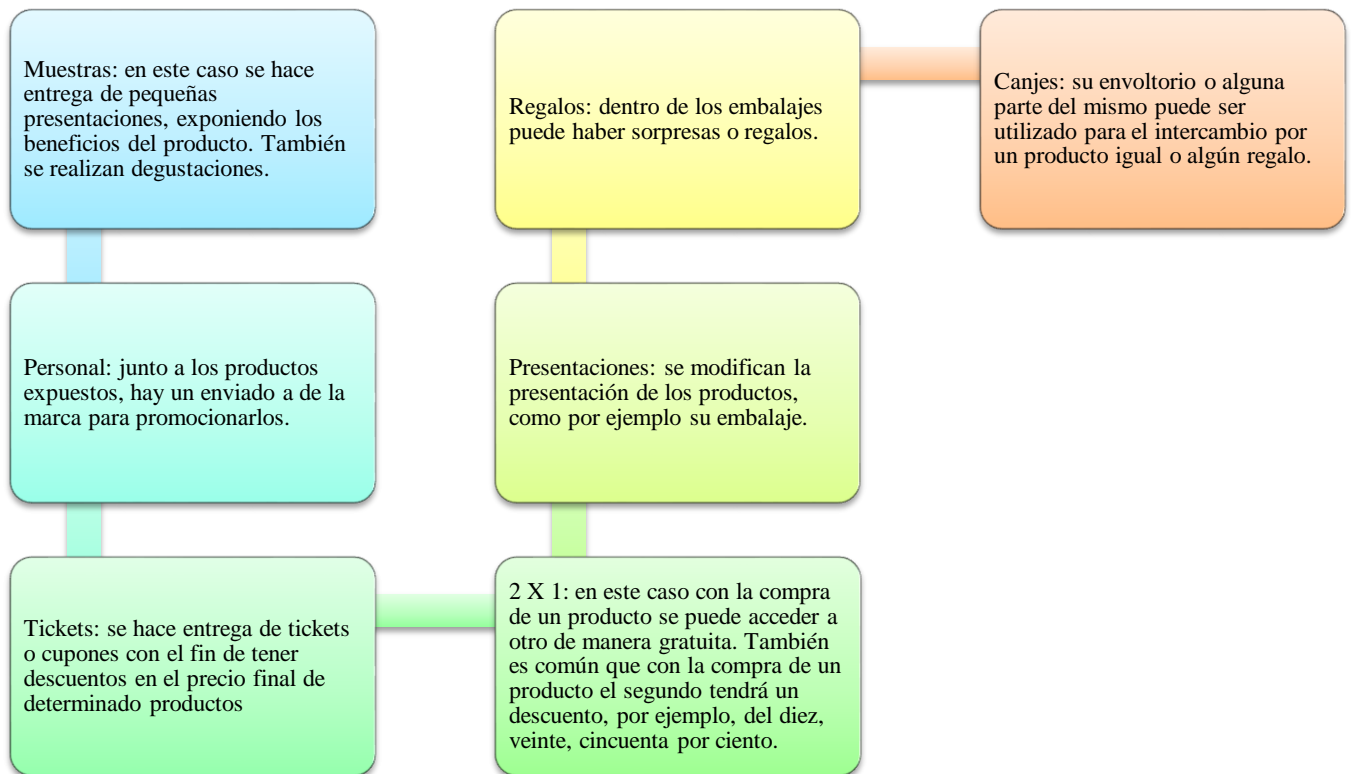 Muestras: en este caso se hace
entrega de pequeñas
presentaciones, exponiendo los
beneficios del producto. También
se realizan degustaciones.
Personal: junto a los productos
expuestos, hay un enviado a de la
marca para promocionarlos.
Tickets: se hace entrega de tickets
o cupones con el fin de tener
descuentos en el precio final de
determinado productos
2 X 1: en este caso con la compra
de un producto se puede acceder a
otro de manera gratuita. También
es común que con la compra de un
producto el segundo tendrá un
descuento, por ejemplo, del diez,
veinte, cincuenta por ciento.
Presentaciones: se modifican la
presentación de los productos,
como por ejemplo su embalaje.
Regalos: dentro de los embalajes
puede haber sorpresas o regalos.
Canjes: su envoltorio o alguna
parte del mismo puede ser
utilizado para el intercambio por
un producto igual o algún regalo.